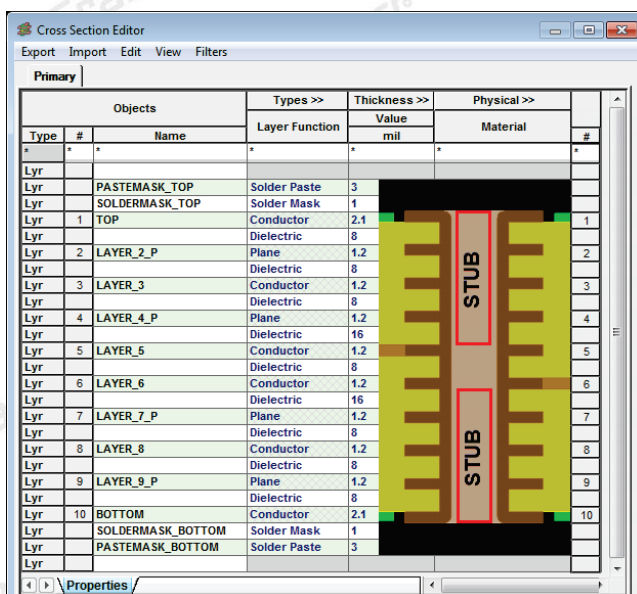 Cross Section Editor
Export Import Edit View Filters
Primary
Objects Types >> Thickness >> Physical >>
Layer Function Value Material
Type # Name mil #
* * * * * * *
Lyr
Lyr PASTEMASK_TOP Solder Paste 3
Lyr SOLDERMASK_TOP Solder Mask 1
Lyr 1 TOP Conductor 2.1 1
Lyr Dielectric 8
Lyr 2 LAYER_2_P Plane 1.2 2
Lyr Dielectric 8
Lyr 3 LAYER_3 Conductor 1.2 3
Lyr Dielectric 8
Lyr 4 LAYER_4_P Plane 1.2 4
Lyr Dielectric 16
Lyr 5 LAYER_5 Conductor 1.2 5
Lyr Dielectric 8
Lyr 6 LAYER_6 Conductor 1.2 6
Lyr Dielectric 16
Lyr 7 LAYER_7_P Plane 1.2 7
Lyr Dielectric 8
Lyr 8 LAYER_8 Conductor 1.2 8
Lyr Dielectric 8
Lyr 9 LAYER_9_P Plane 1.2 9
Lyr Dielectric 8
Lyr 10 BOTTOM Conductor 2.1 10
Lyr SOLDERMASK_BOTTOM Solder Mask 1
Lyr PASTEMASK_BOTTOM Solder Paste 3
Lyr
STUB
STUB
Properties